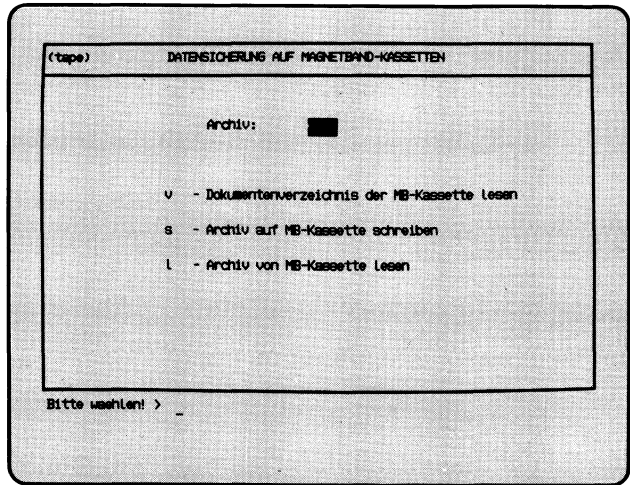 (tape) DATENSICHERUNG AUF MAGNETBAND-KASSETTEN
Archiv:
v - Dokumentenverzeichnis der MB-Kassette lesen
s - Archiv auf MB-Kassette schreiben
l - Archiv von MB-Kassette lesen
Bitte waehlen! > _